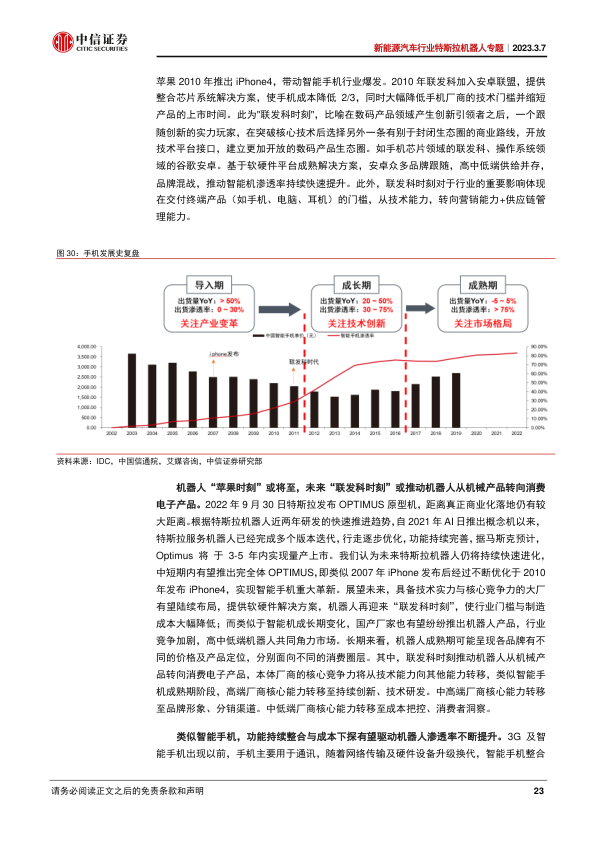 中信证券
CITIC SECURITIES
新能源汽车行业特斯拉机器人专题｜2023.3.7
苹果 2010 年推出 iPhone4，带动智能手机行业爆发。2010 年联发科加入安卓联盟，提供
整合芯片系统解决方案，使手机成本降低 2/3，同时大幅降低手机厂商的技术门槛并缩短
产品的上市时间。此为"联发科时刻"，比喻在数码产品领域产生创新引领者之后，一个跟
随创新的实力玩家，在突破核心技术后选择另外一条有别于封闭生态圈的商业路线，开放
技术平台接口，建立更加开放的数码产品生态圈。如手机芯片领域的联发科、操作系统领
域的谷歌安卓。基于软硬件平台成熟解决方案，安卓众多品牌跟随，高中低端供给并存，
品牌混战，推动智能机渗透率持续快速提升。此外，联发科时刻对于行业的重要影响体现
在交付终端产品（如手机、电脑、耳机）的门槛，从技术能力，转向营销能力+供应链管
理能力。
图 30：手机发展史复盘
导入期
出货量YoY：> 50%
出货渗透率：0 ~ 30%
关注产业变革
成长期
出货量YoY：20 ~ 50%
出货渗透率：30 ~ 75%
关注技术创新
成熟期
出货量YoY：-5 ~ 5%
出货渗透率：> 75%
关注市场格局
中国智能手机单价（元） 智能手机渗透率
iphone发布
联发科时代
4,000.00
3,500.00
3,000.00
2,500.00
2,000.00
1,500.00
1,000.00
500.00
0.00
90.00%
80.00%
70.00%
60.00%
50.00%
40.00%
30.00%
20.00%
10.00%
0.00%
2002 2003 2004 2005 2006 2007 2008 2009 2010 2011 2012 2013 2014 2015 2016 2017 2018 2019 2020 2021 2022
资料来源：IDC，中国信通院，艾媒咨询，中信证券研究部
机器人“苹果时刻”或将至，未来“联发科时刻”或推动机器人从机械产品转向消费
电子产品。2022 年 9 月 30 日特斯拉发布 OPTIMUS 原型机，距离真正商业化落地仍有较
大距离。根据特斯拉机器人近两年研发的快速推进趋势，自 2021 年 AI 日推出概念机以来，
特斯拉服务机器人已经完成多个版本迭代，行走逐步优化，功能持续完善，据马斯克预计，
Optimus 将 于 3-5 年内实现量产上市。我们认为未来特斯拉机器人仍将持续快速进化，
中短期内有望推出完全体 OPTIMUS，即类似 2007 年 iPhone 发布后经过不断优化于 2010
年发布 iPhone4，实现智能手机重大革新。展望未来，具备技术实力与核心竞争力的大厂
有望陆续布局，提供软硬件解决方案，机器人再迎来“联发科时刻”，使行业门槛与制造
成本大幅降低；而类似于智能机成长期变化，国产厂家也有望纷纷推出机器人产品，行业
竞争加剧，高中低端机器人共同角力市场。长期来看，机器人成熟期可能呈现各品牌有不
同的价格及产品定位，分别面向不同的消费圈层。其中，联发科时刻推动机器人从机械产
品转向消费电子产品，本体厂商的核心竞争力将从技术能力向其他能力转移，类似智能手
机成熟期阶段，高端厂商核心能力转移至持续创新、技术研发。中高端厂商核心能力转移
至品牌形象、分销渠道。中低端厂商核心能力转移至成本把控、消费者洞察。
类似智能手机，功能持续整合与成本下探有望驱动机器人渗透率不断提升。3G 及智
能手机出现以前，手机主要用于通讯，随着网络传输及硬件设备升级换代，智能手机整合
请务必阅读正文之后的免责条款和声明
23